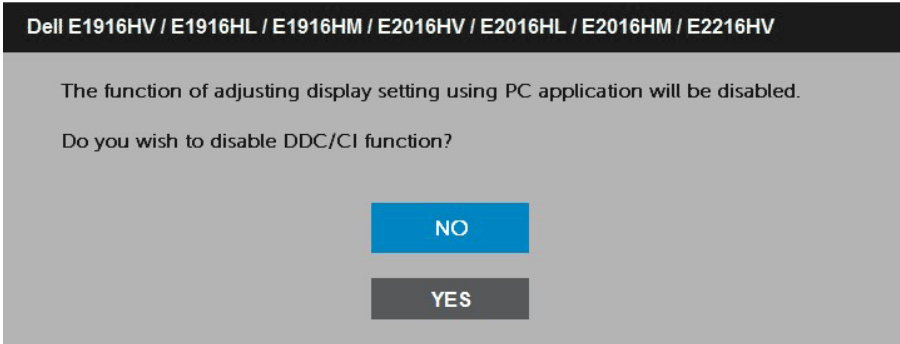 Dell E1916HV / E1916HL / E1916HM / E2016HV / E2016HL / E2016HM / E2216HV
The function of adjusting display setting using PC application will be disabled.
Do you wish to disable DDC/CI function?
NO
YES